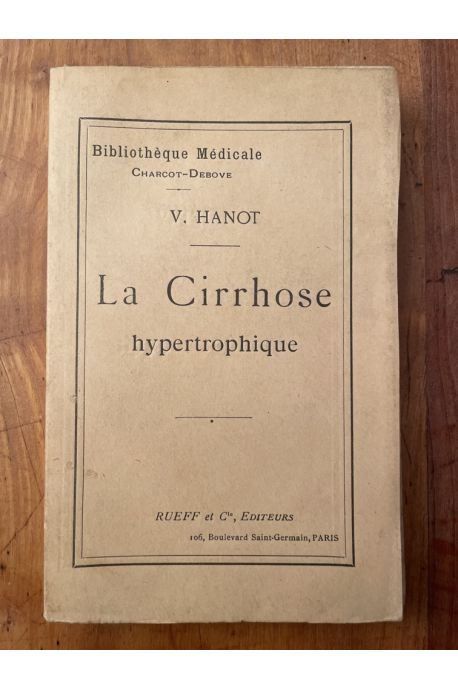 Bibliothèque Médicale
CHARCOT-DEBOVE
V. HANOT
La Cirrhose
hypertrophique
RUEFF et Cie, EDITEURS
106, Boulevard Saint-Germain, PARIS